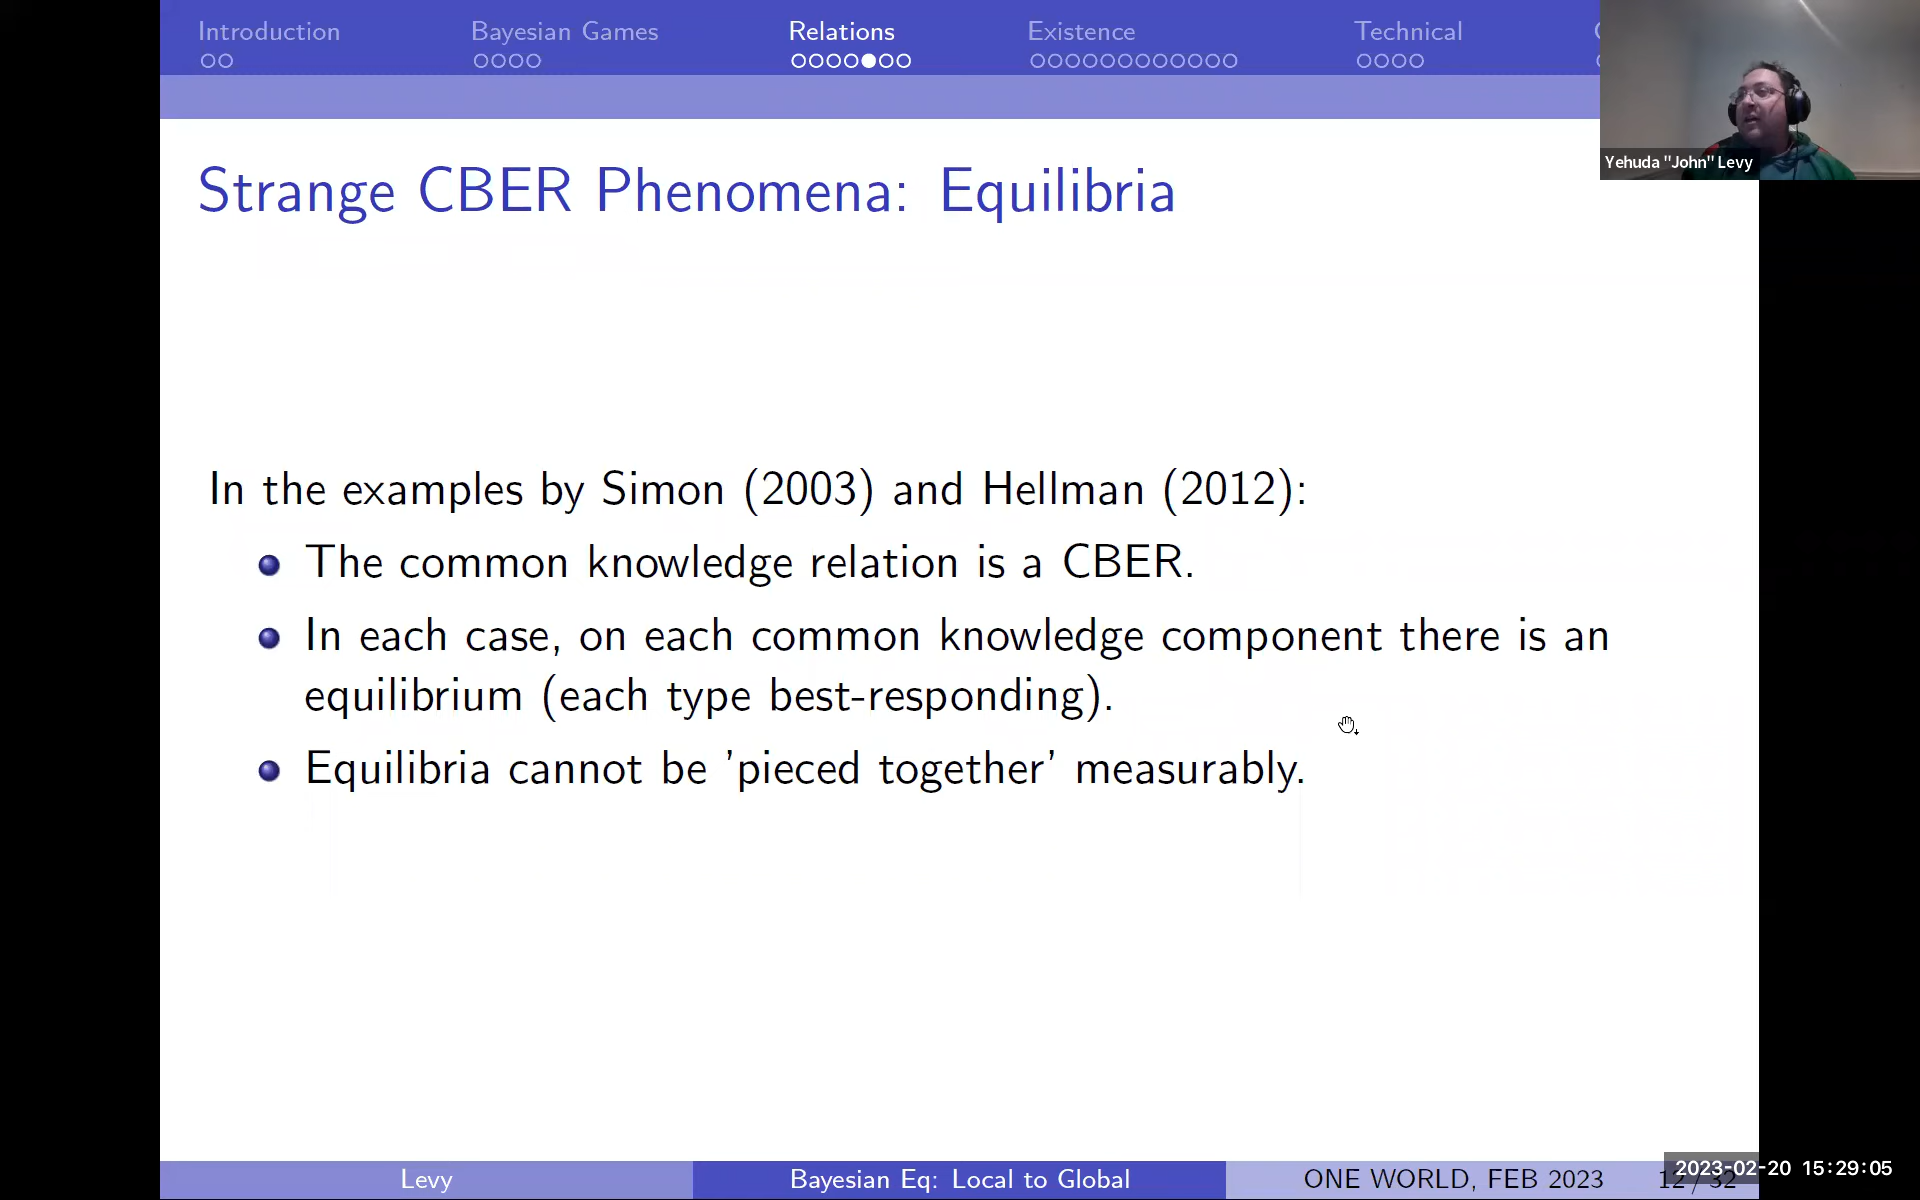 Introduction Bayesian Games Relations Existence Technical
Yehuda "John" Levy
Strange CBER Phenomena: Equilibria
In the examples by Simon (2003) and Hellman (2012):
The common knowledge relation is a CBER.
In each case, on each common knowledge component there is an
equilibrium (each type best-responding).
Equilibria cannot be 'pieced together' measurably.
Levy Bayesian Eq: Local to Global ONE WORLD, FEB 2023 12 / 32
2023-02-20 15:29:05